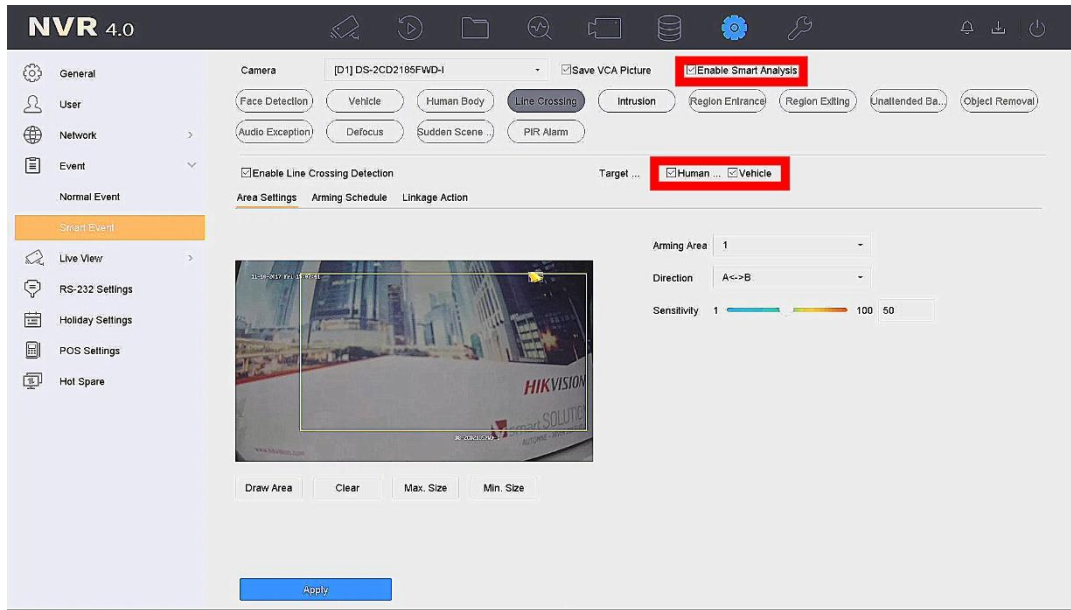 NVR 4.0
General
User
Network
Event
Normal Event
Smart Event
Live View
RS-232 Settings
Holiday Settings
POS Settings
Hot Spare
Camera [D1] DS-2CD2185FWD-I Save VCA Picture Enable Smart Analysis
Face Detection Vehicle Human Body Line Crossing Intrusion Region Entrance Region Exiting Unattended Ba... Object Removal
Audio Exception Defocus Sudden Scene ... PIR Alarm
Enable Line Crossing Detection Target ... Human ... Vehicle
Area Settings Arming Schedule Linkage Action
Arming Area 1
Direction A<->B
Sensitivity 1 100 50
HIKVISION
smart SOLUTIO
Draw Area Clear Max. Size Min. Size
Apply